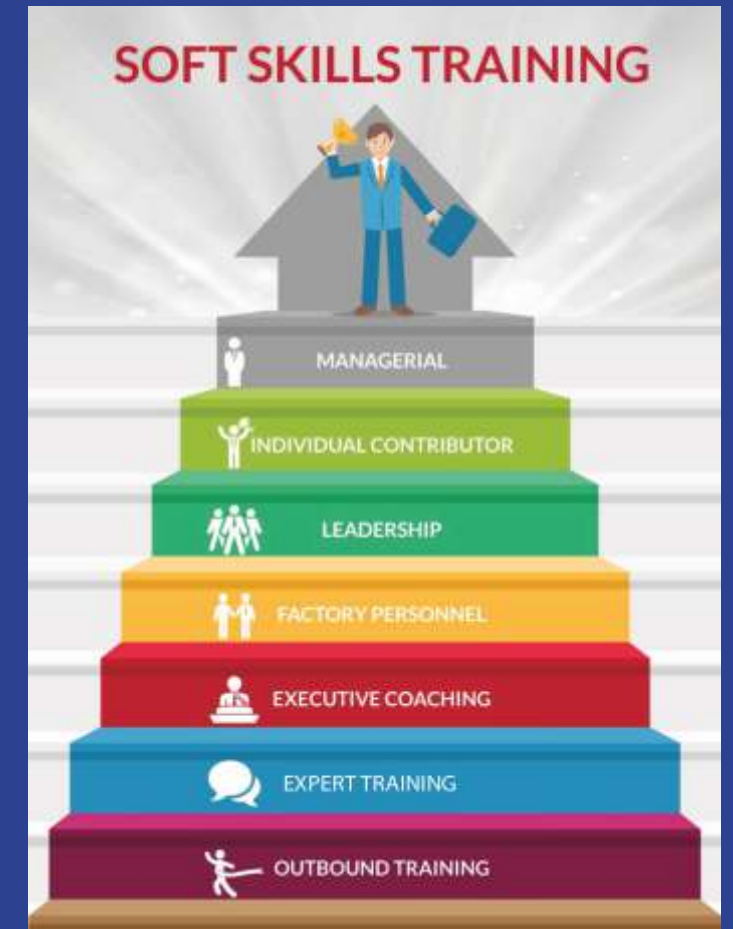 SOFT SKILLS TRAINING
MANAGERIAL
INDIVIDUAL CONTRIBUTOR
LEADERSHIP
FACTORY PERSONNEL
EXECUTIVE COACHING
EXPERT TRAINING
OUTBOUND TRAINING